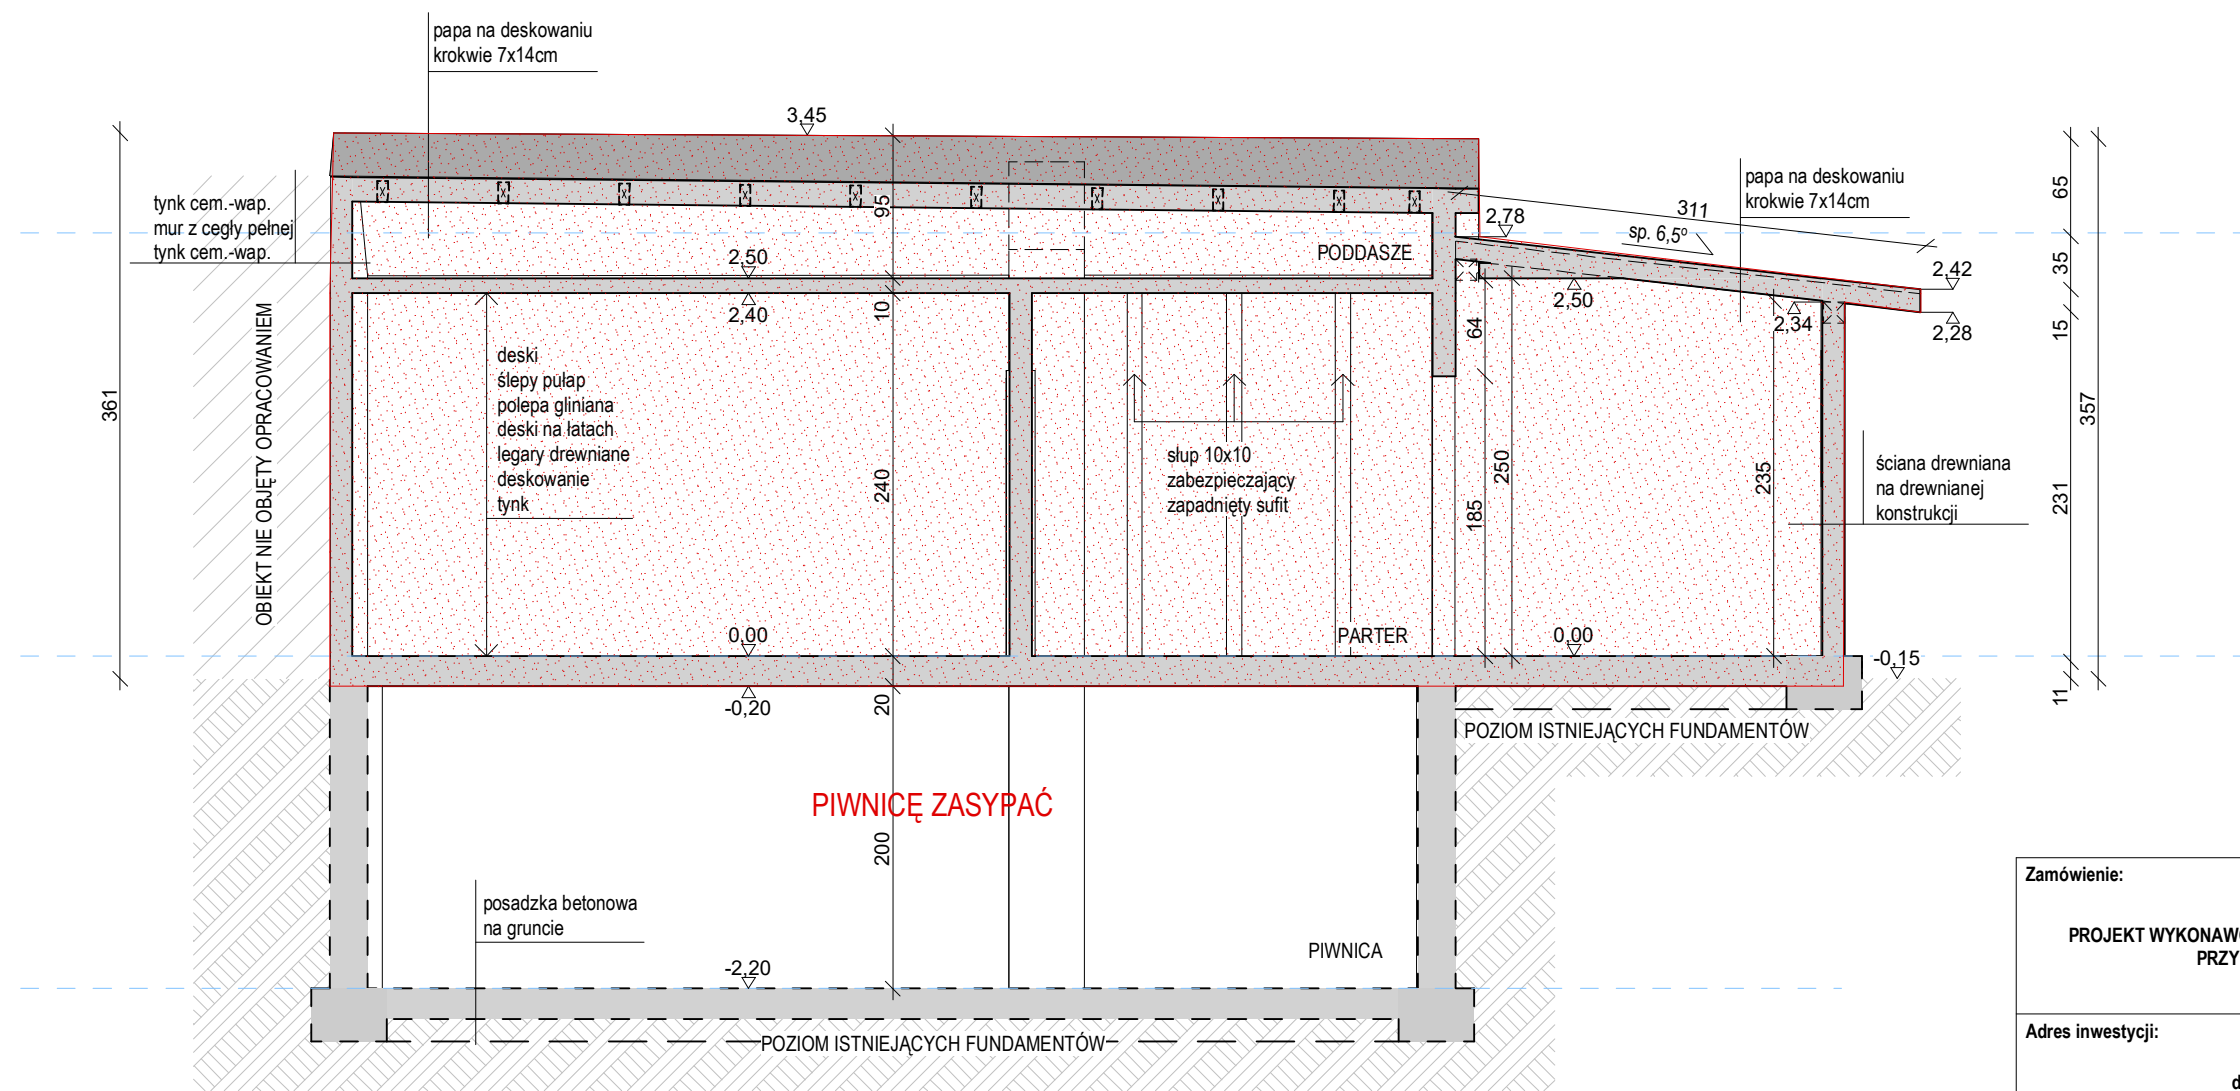 papa na deskowaniu
krokwie 7x14cm
3,45
tynk cem.-wap.
mur z cegły pełnej
tynk cem.-wap.
361
OBIEKT NIE OBJĘTY OPRACOWANIEM
95
2,50
2,40
10
PODDASZE
deski
ślepy pułap
polepa gliniana
deski na łatach
legary drewniane
deskowanie
tynk
240
słup 10x10
zabezpieczający
zapadnięty sufit
0,00
PARTER
2,78
311
sp. 6,5º
papa na deskowaniu
krokwie 7x14cm
2,42
2,50
2,34
2,28
64
250
185
235
0,00
ściana drewniana
na drewnianej
konstrukcji
-0,15
65
35
15
231
11
357
-0,20
20
POZIOM ISTNIEJĄCYCH FUNDAMENTÓW
PIWNICĘ ZASYPAĆ
200
posadzka betonowa
na gruncie
PIWNICA
-2,20
POZIOM ISTNIEJĄCYCH FUNDAMENTÓW
Zamówienie:
PRZY
Adres inwestycji: